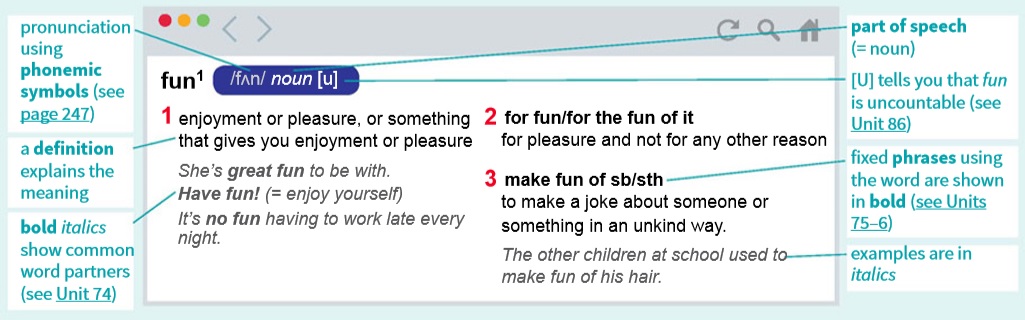 pronunciation
using
phonemic
symbols (see
page 247)
a definition
explains the
meaning
bold italics
show common
word partners
(see Unit 74)
fun1 /fʌn/ noun [u]
1 enjoyment or pleasure, or something
that gives you enjoyment or pleasure
She's great fun to be with.
Have fun! (= enjoy yourself)
It's no fun having to work late every
night.
2 for fun/for the fun of it
for pleasure and not for any other reason
3 make fun of sb/sth
to make a joke about someone or
something in an unkind way.
The other children at school used to
make fun of his hair.
part of speech
(= noun)
[U] tells you that fun
is uncountable (see
Unit 86)
fixed phrases using
the word are shown
in bold (see Units
75–6)
examples are in
italics